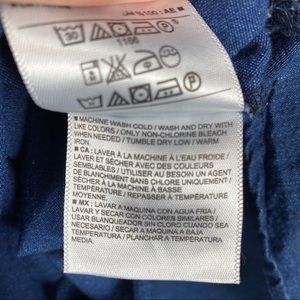 ■ MACHINE WASH COLD / WASH AND DRY WITH
LIKE COLORS / ONLY NON-CHLORINE BLEACH
WHEN NEEDED / TUMBLE DRY LOW / WARM
IRON.
■ CA : LAVER À LA MACHINE À L'EAU FROIDE /
LAVER ET SÉCHER AVEC DES COULEURS
SEMBLABLES / UTILISER AU BESOIN UN AGENT
DE BLANCHIMENT SANS CHLORE UNIQUEMENT /
SÉCHER À LA MACHINE À BASSE
TEMPÉRATURE / REPASSER À TEMPÉRATURE
MOYENNE.
■ MX : LAVAR A MAQUINA CON AGUA FRIA /
LAVAR Y SECAR CON COLORES SIMILARES /
USAR BLANQUEADOR SIN CLORO CUANDO SEA
NECESARIO / SECAR A MAQUINA A BAJA
TEMPERATURA / PLANCHAR A TEMPERATURA
MEDIA.